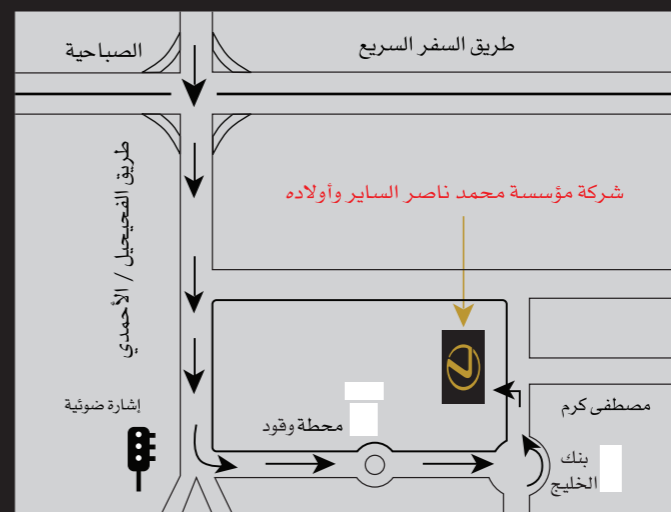 طريق السفر السريع
الصباحية
طريق الفحيحيل / الأحمدي
شركة مؤسسة محمد ناصر الساير وأولاده
إشارة ضوئية
محطة وقود
مصطفى كرم
بنك
الخليج